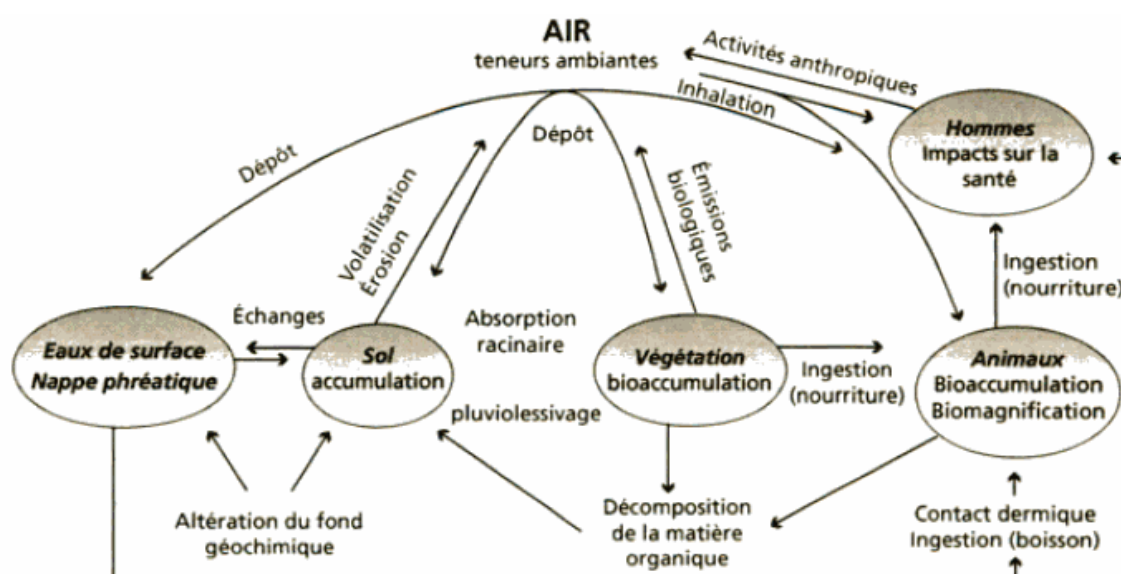 AIR
teneurs ambiantes
Activités anthropiques
Inhalation
Hommes
Impacts sur la
santé
Dépôt
Dépôt
Volatilisation
Érosion
Émissions
biologiques
Ingestion
(nourriture)
Échanges
Absorption
racinaire
Eaux de surface
Nappe phréatique
Sol
accumulation
Végétation
bioaccumulation
Ingestion
(nourriture)
Animaux
Bioaccumulation
Biomagnification
pluviolessivage
Altération du fond
géochimique
Décomposition
de la matière
organique
Contact dermique
Ingestion (boisson)